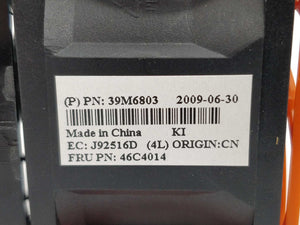 (P) PN: 39M6803 2009-06-30
Made in China KI
EC: J92516D (4L) ORIGIN:CN
FRU PN: 46C4014